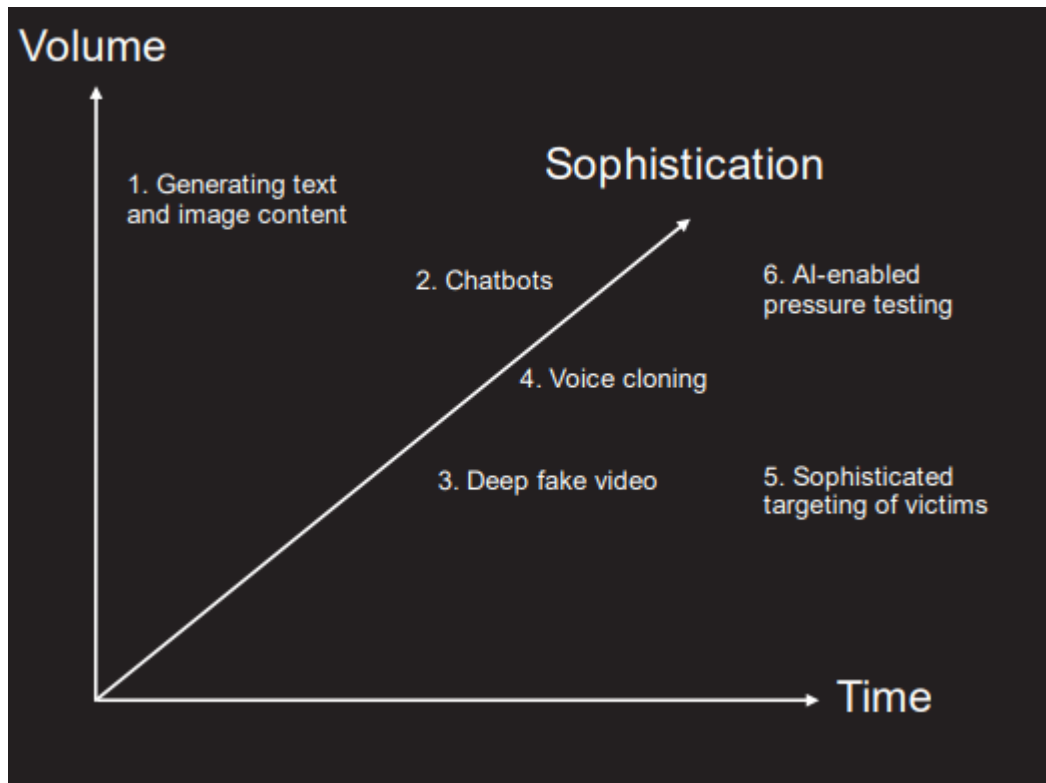 Volume
Sophistication
1. Generating text
and image content
2. Chatbots
6. AI-enabled
pressure testing
4. Voice cloning
3. Deep fake video
5. Sophisticated
targeting of victims
Time